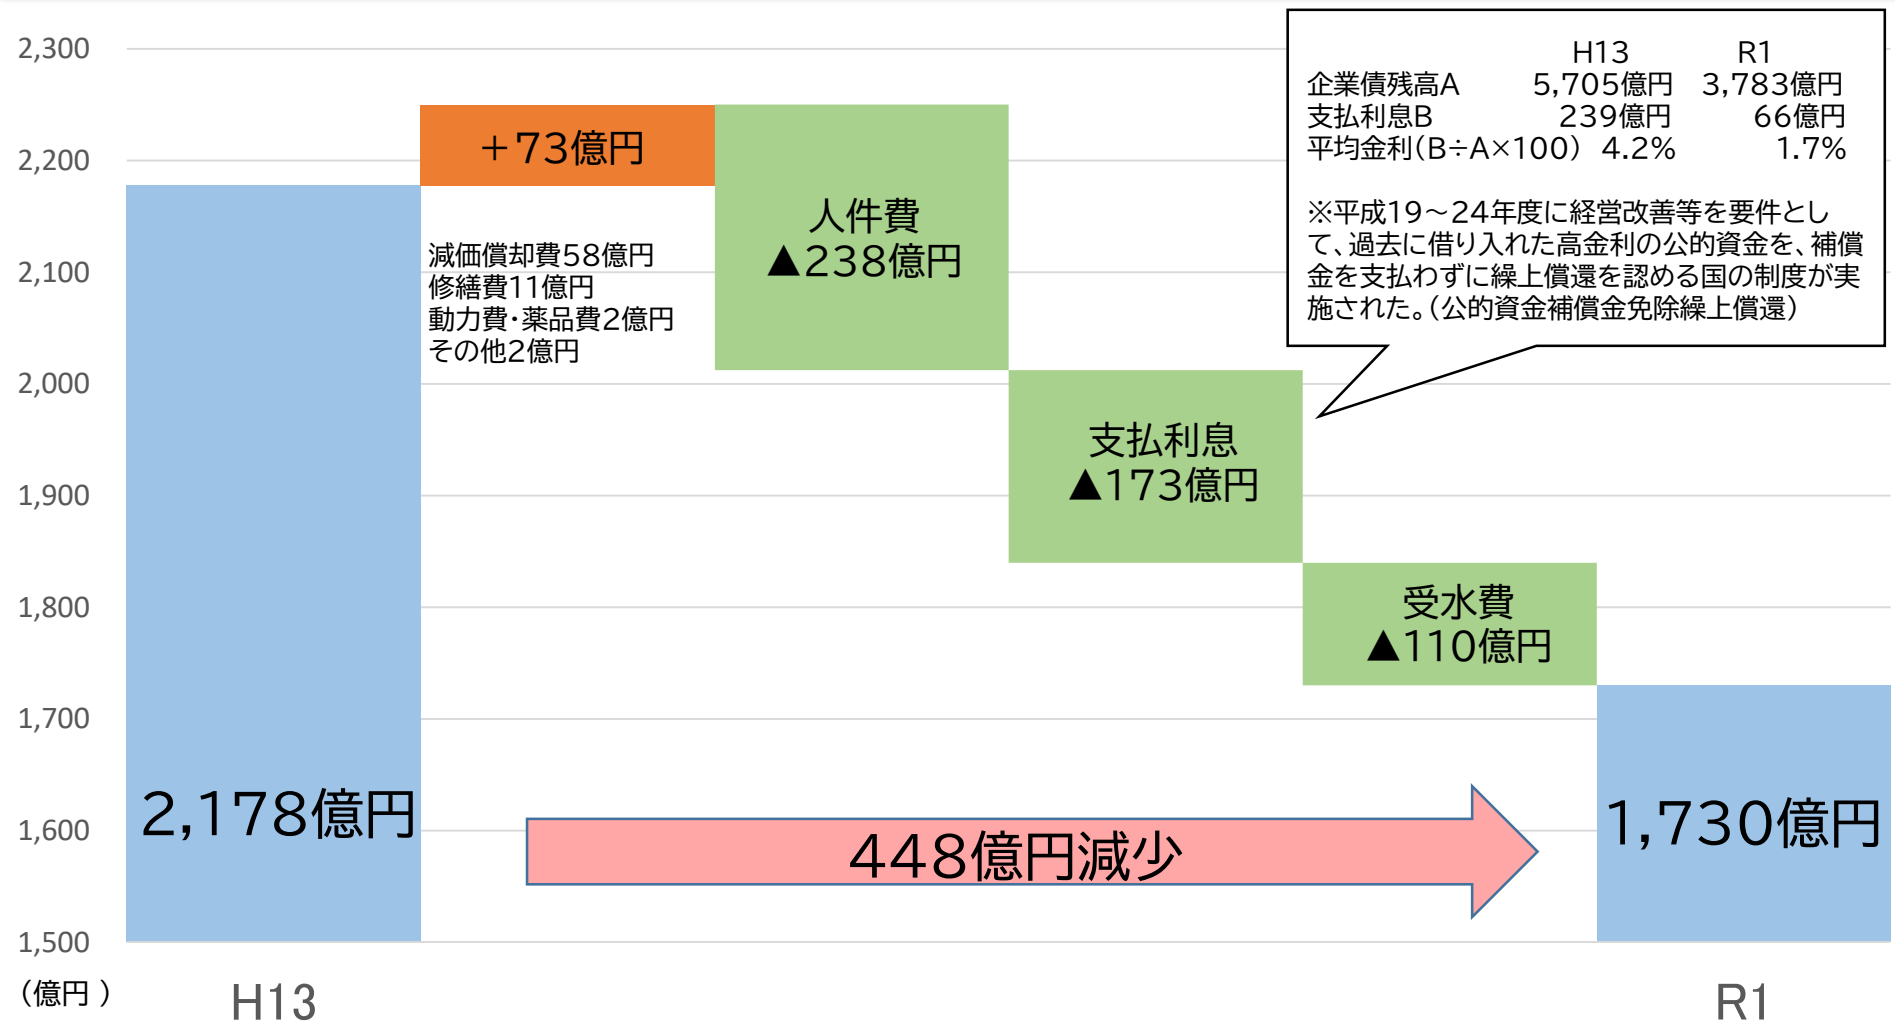 2,300
2,200
2,100
2,000
1,900
1,800
1,700
1,600
1,500
（億円 ）
H13
R1
2,178億円
＋73億円
減価償却費58億円
修繕費11億円
動力費・薬品費2億円
その他2億円
人件費
▲238億円
支払利息
▲173億円
受水費
▲110億円
1,730億円
448億円減少
H13 R1
企業債残高A 5,705億円 3,783億円
支払利息B 239億円 66億円
平均金利（B÷A×100） 4.2% 1.7%
※平成19～24年度に経営改善等を要件とし
て、過去に借り入れた高金利の公的資金を、補償
金を支払わずに繰上償還を認める国の制度が実
施された。（公的資金補償金免除繰上償還）